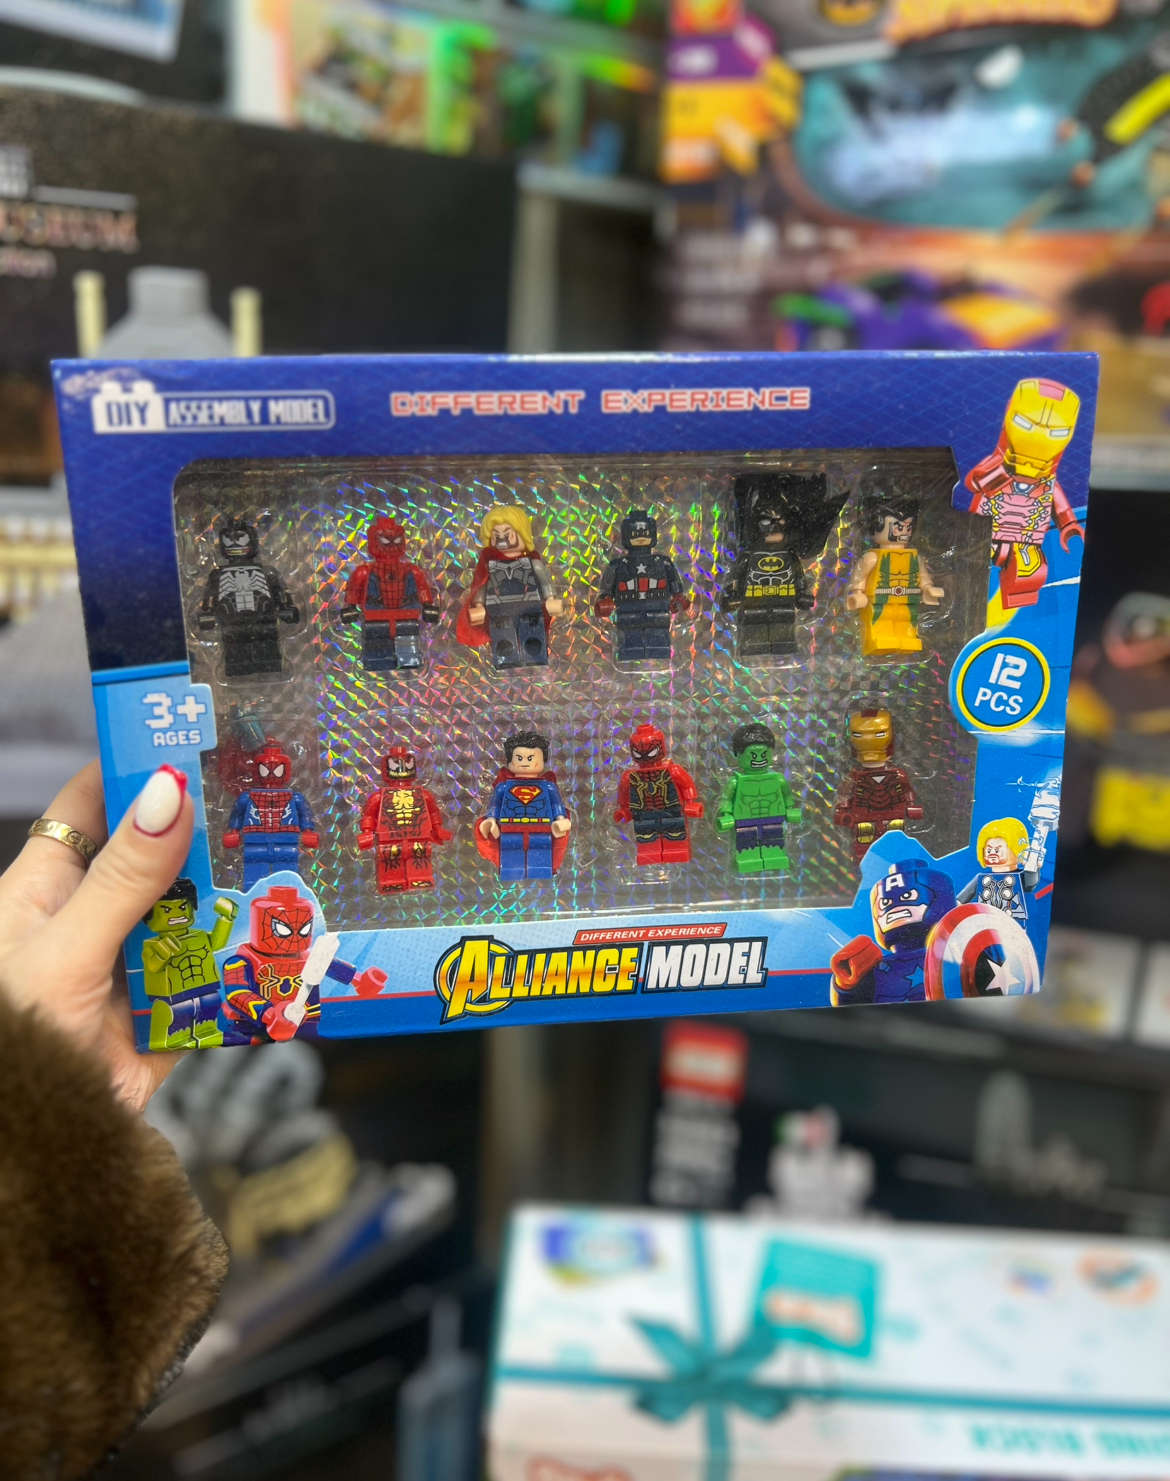 DIY ASSEMBLY MODEL
DIFFERENT EXPERIENCE
3+
AGES
12
PCS
DIFFERENT EXPERIENCE
ALLIANCE MODEL
A